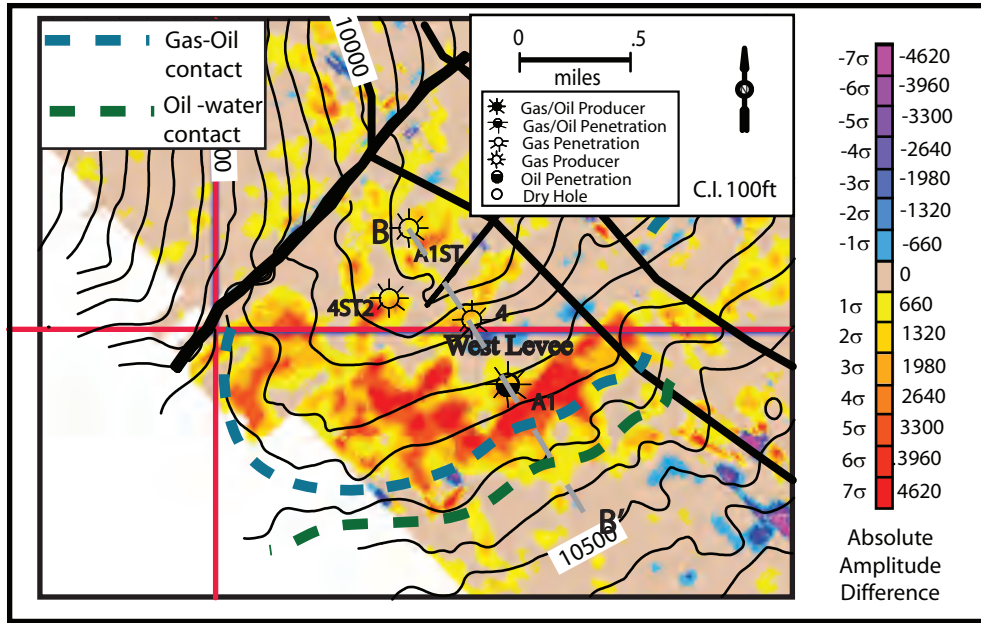 Gas-Oil
contact
Oil -water
contact
10000
00
0 .5
miles
Gas/Oil Producer
Gas/Oil Penetration
Gas Penetration
Gas Producer
Oil Penetration
Dry Hole
C.I. 100ft
B
A1ST
4ST2
4
West Levee
A1
B'
10500
-7σ -4620
-6σ -3960
-5σ -3300
-4σ -2640
-3σ -1980
-2σ -1320
-1σ -660
0
1σ 660
2σ 1320
3σ 1980
4σ 2640
5σ 3300
6σ 3960
7σ 4620
Absolute
Amplitude
Difference